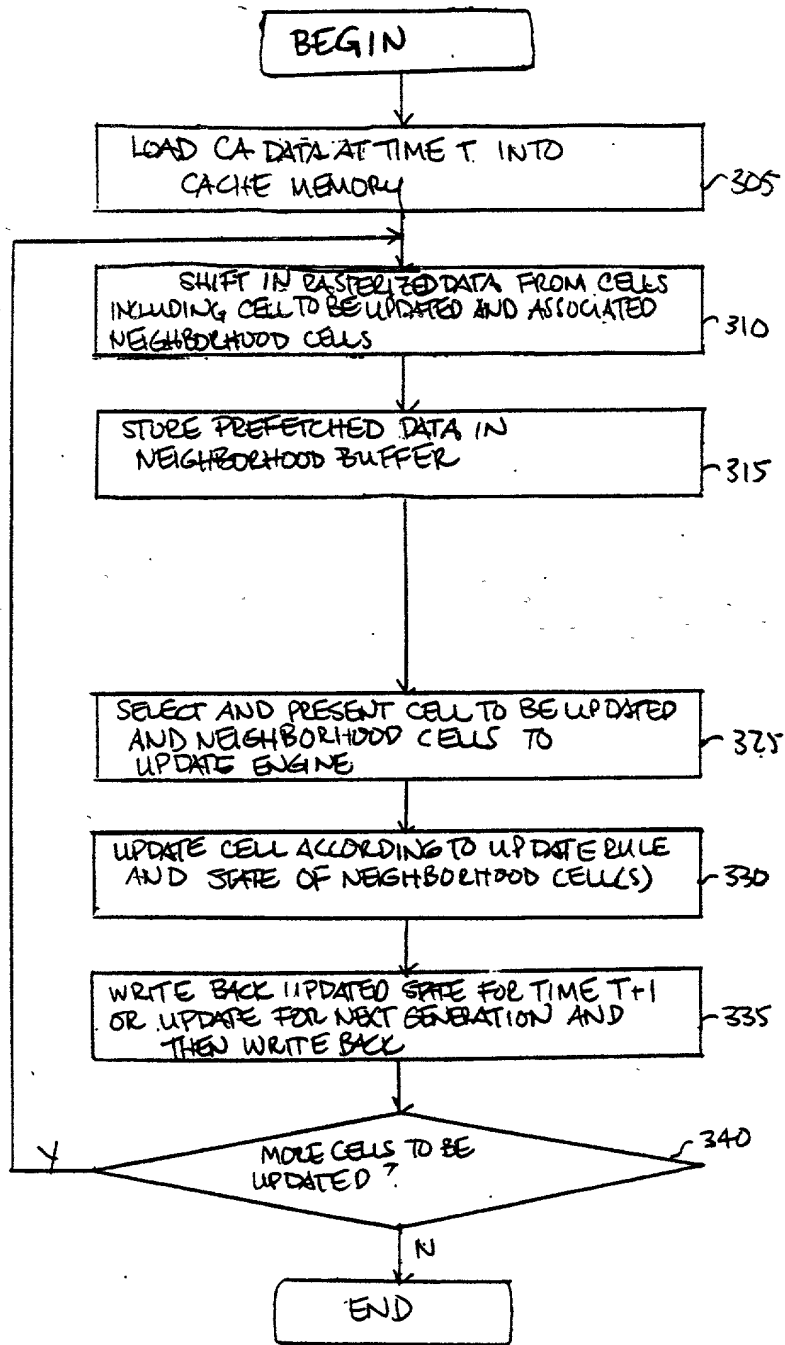 BEGIN
LOAD CA DATA AT TIME T INTO
CACHE MEMORY
305
SHIFT IN RASTERIZED DATA FROM CELLS
INCLUDING CELL TO BE UPDATED AND ASSOCIATED
NEIGHBORHOOD CELLS
310
STORE PREFETCHED DATA IN
NEIGHBORHOOD BUFFER
315
SELECT AND PRESENT CELL TO BE UPDATED
AND NEIGHBORHOOD CELLS TO
UPDATE ENGINE
325
UPDATE CELL ACCORDING TO UPDATE RULE
AND STATE OF NEIGHBORHOOD CELL(S)
330
WRITE BACK UPDATED STATE FOR TIME T+1
OR UPDATE FOR NEXT GENERATION AND
THEN WRITE BACK
335
Y
MORE CELLS TO BE
UPDATED?
340
N
END